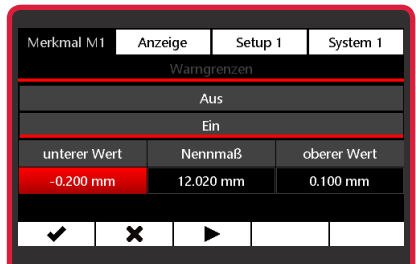 Merkmal M1 Anzeige Setup 1 System 1
Warngrenzen
Aus
Ein
unterer Wert Nennmaß oberer Wert
-0.200 mm 12.020 mm 0.100 mm